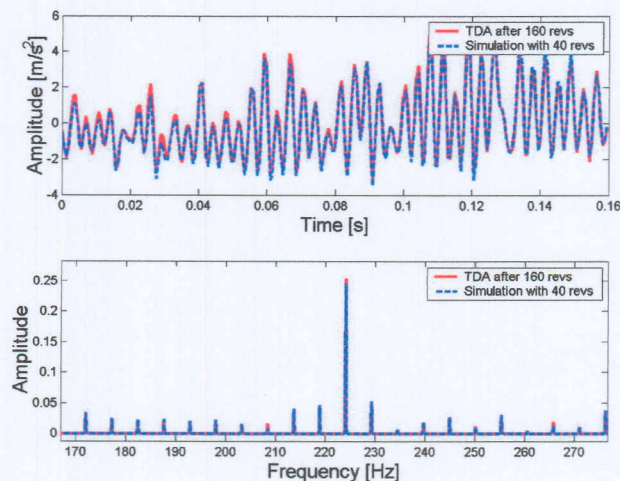 6
4
2
0
-2
-4
Amplitude [m/s²]
TDA after 160 revs
Simulation with 40 revs
0 0.02 0.04 0.06 0.08 0.1 0.12 0.14 0.16
Time [s]
0.25
0.2
0.15
0.1
0.05
0
Amplitude
TDA after 160 revs
Simulation with 40 revs
170 180 190 200 210 220 230 240 250 260 270
Frequency [Hz]